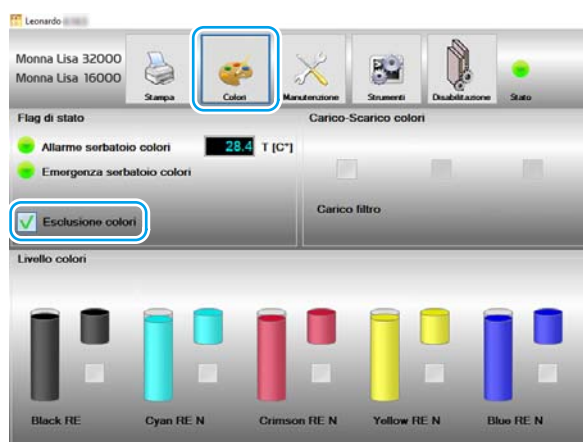 Leonardo
Monna Lisa 32000
Monna Lisa 16000
Stampa
Colori
Manutenzione
Strumenti
Disabilitazione
Stato
Flag di stato
Carico-Scarico colori
Allarme serbatoio colori
28.4 T [C°]
Emergenza serbatoio colori
Esclusione colori
Carico filtro
Livello colori
Black RE
Cyan RE N
Crimson RE N
Yellow RE N
Blue RE N